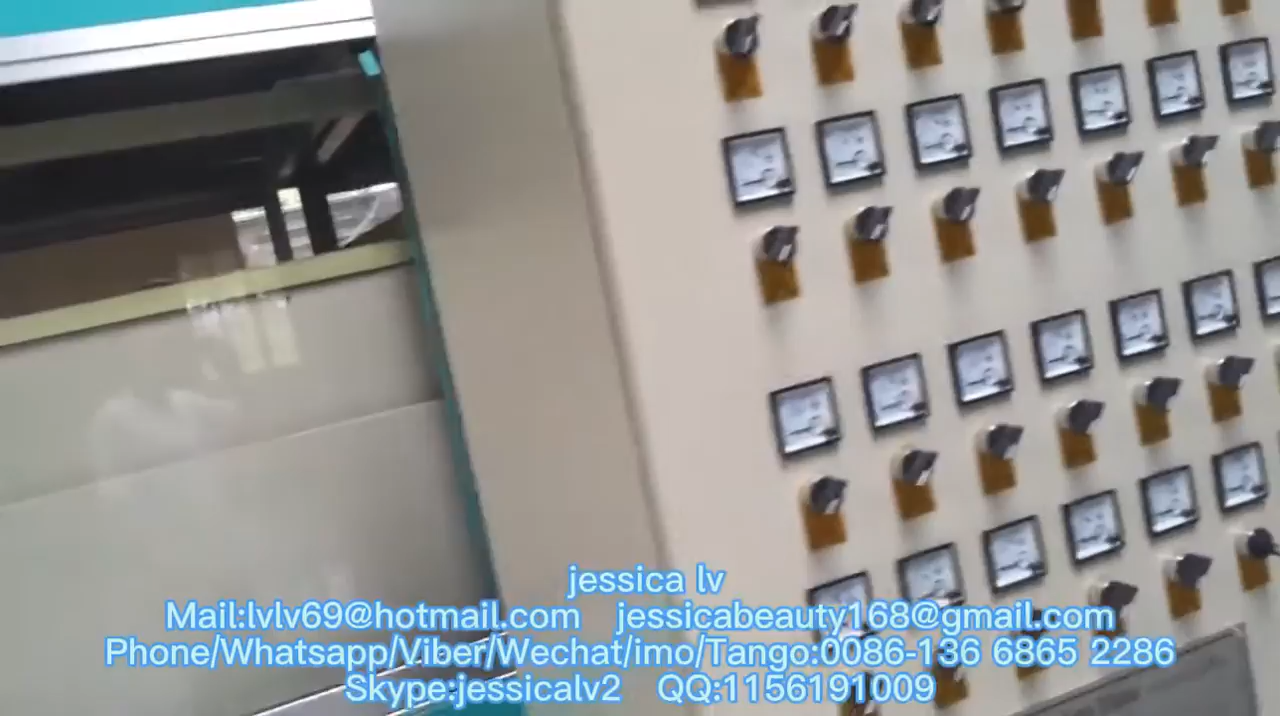 jessica lv
Mail:lvlv69@hotmail.com jessicabeauty168@gmail.com
Phone/Whatsapp/Viber/Wechat/imo/Tango:0086-136 6865 2286
Skype:jessicalv2 QQ:1156191009